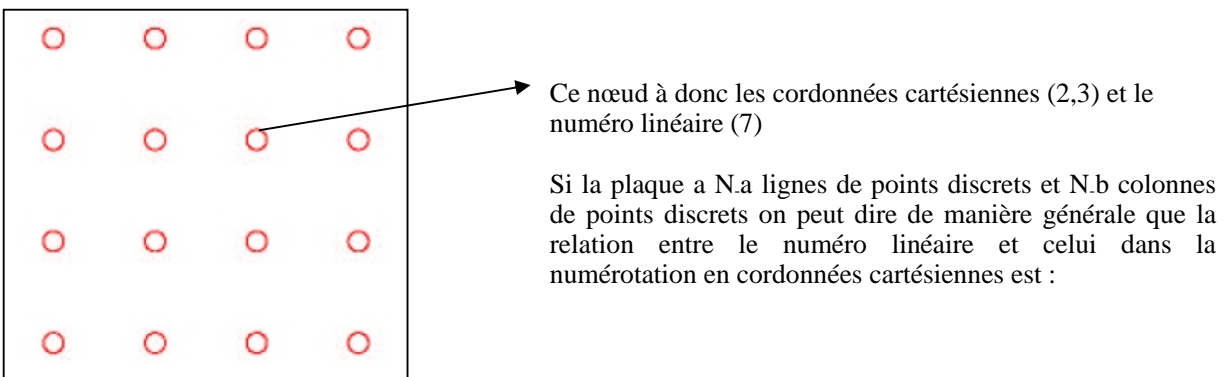 Ce nœud à donc les cordonnées cartésiennes (2,3) et le
numéro linéaire (7)
Si la plaque a N.a lignes de points discrets et N.b colonnes
de points discrets on peut dire de manière générale que la
relation entre le numéro linéaire et celui dans la
numérotation en cordonnées cartésiennes est :